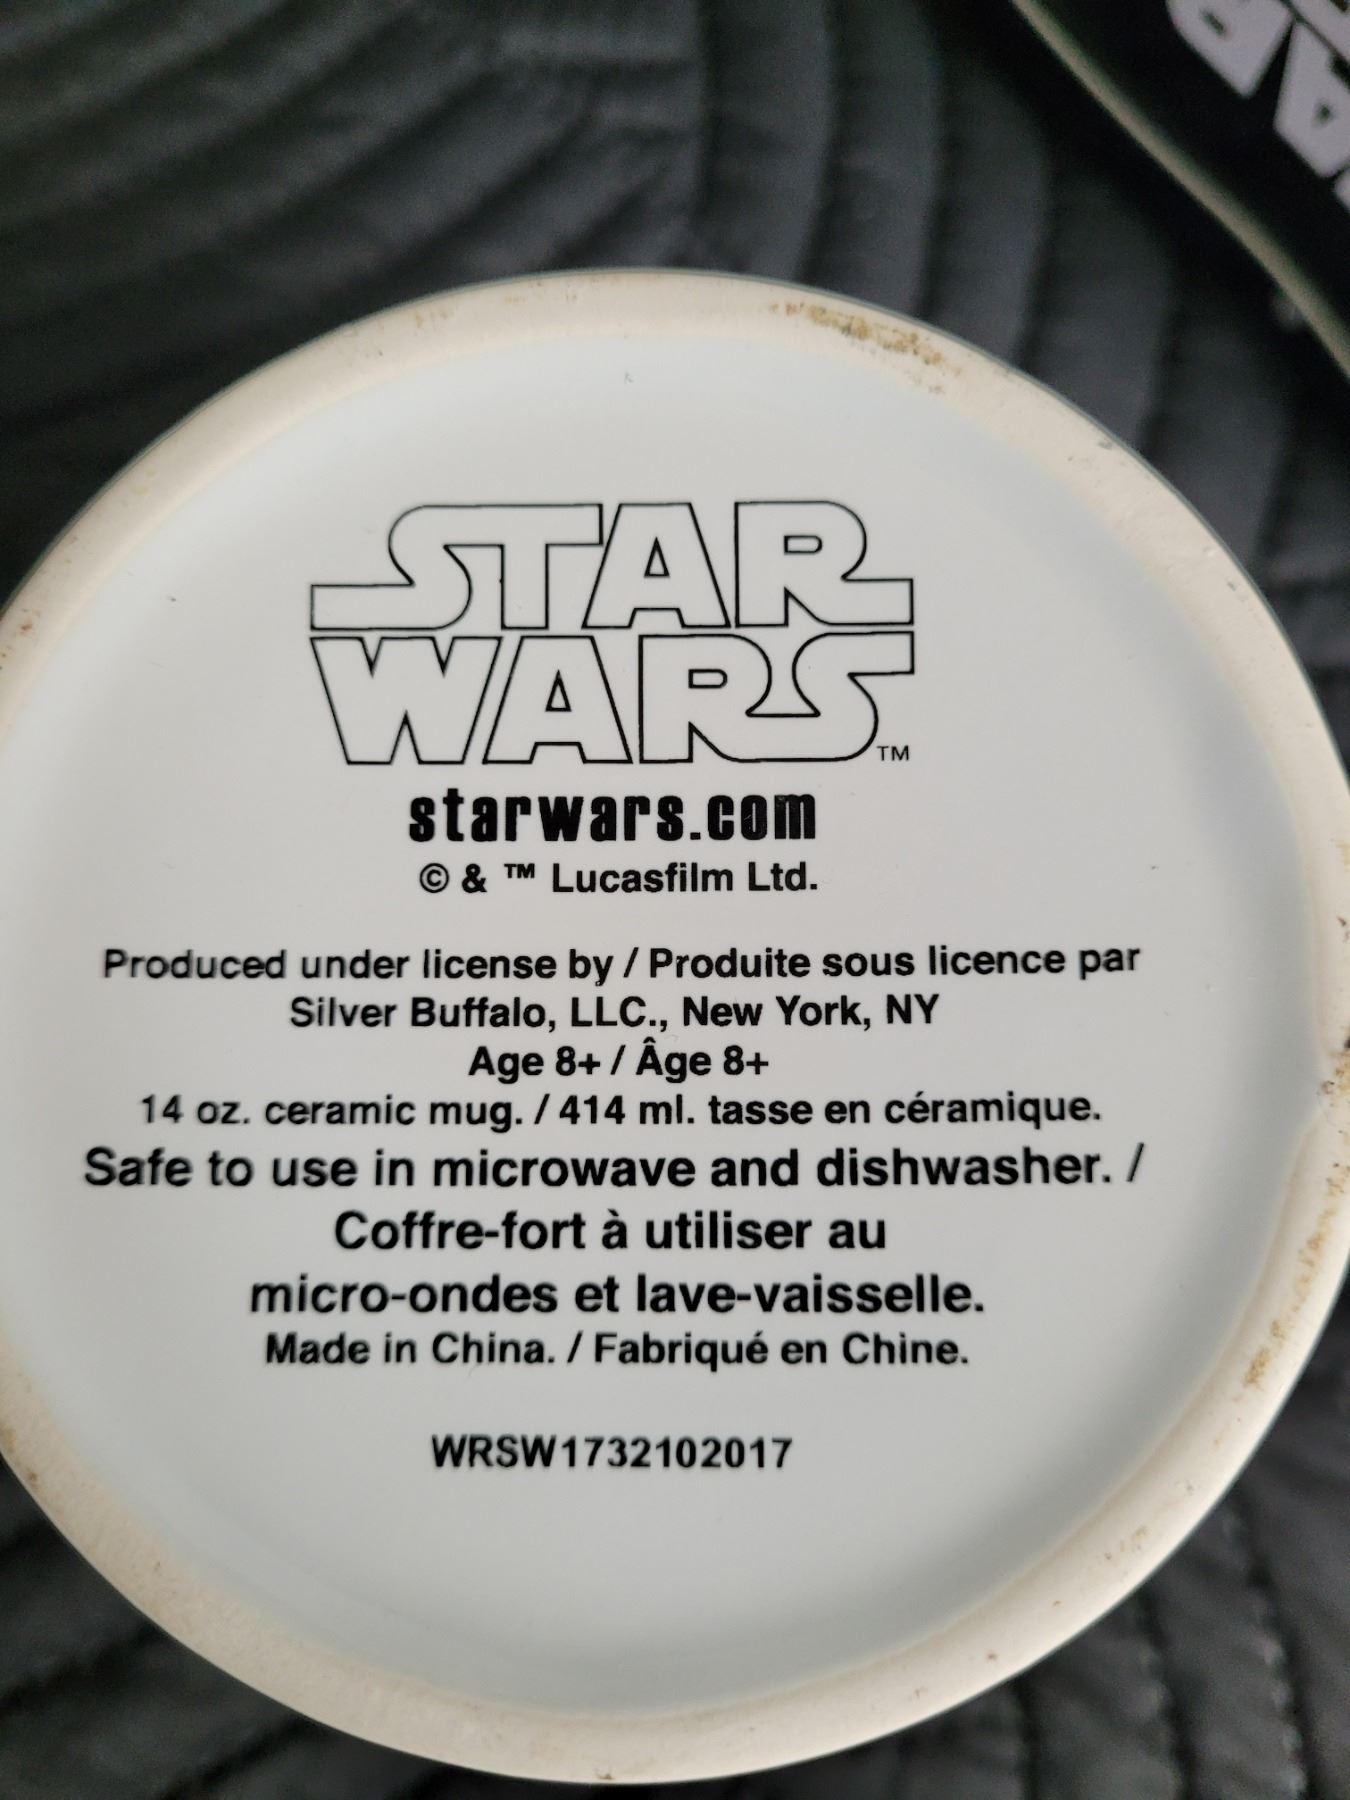 STAR
WARS™
starwars.com
© & ™ Lucasfilm Ltd.
Produced under license by / Produite sous licence par
Silver Buffalo, LLC., New York, NY
Age 8+ / Âge 8+
14 oz. ceramic mug. / 414 ml. tasse en céramique.
Safe to use in microwave and dishwasher. /
Coffre-fort à utiliser au
micro-ondes et lave-vaisselle.
Made in China. / Fabriqué en Chine.
WRSW1732102017